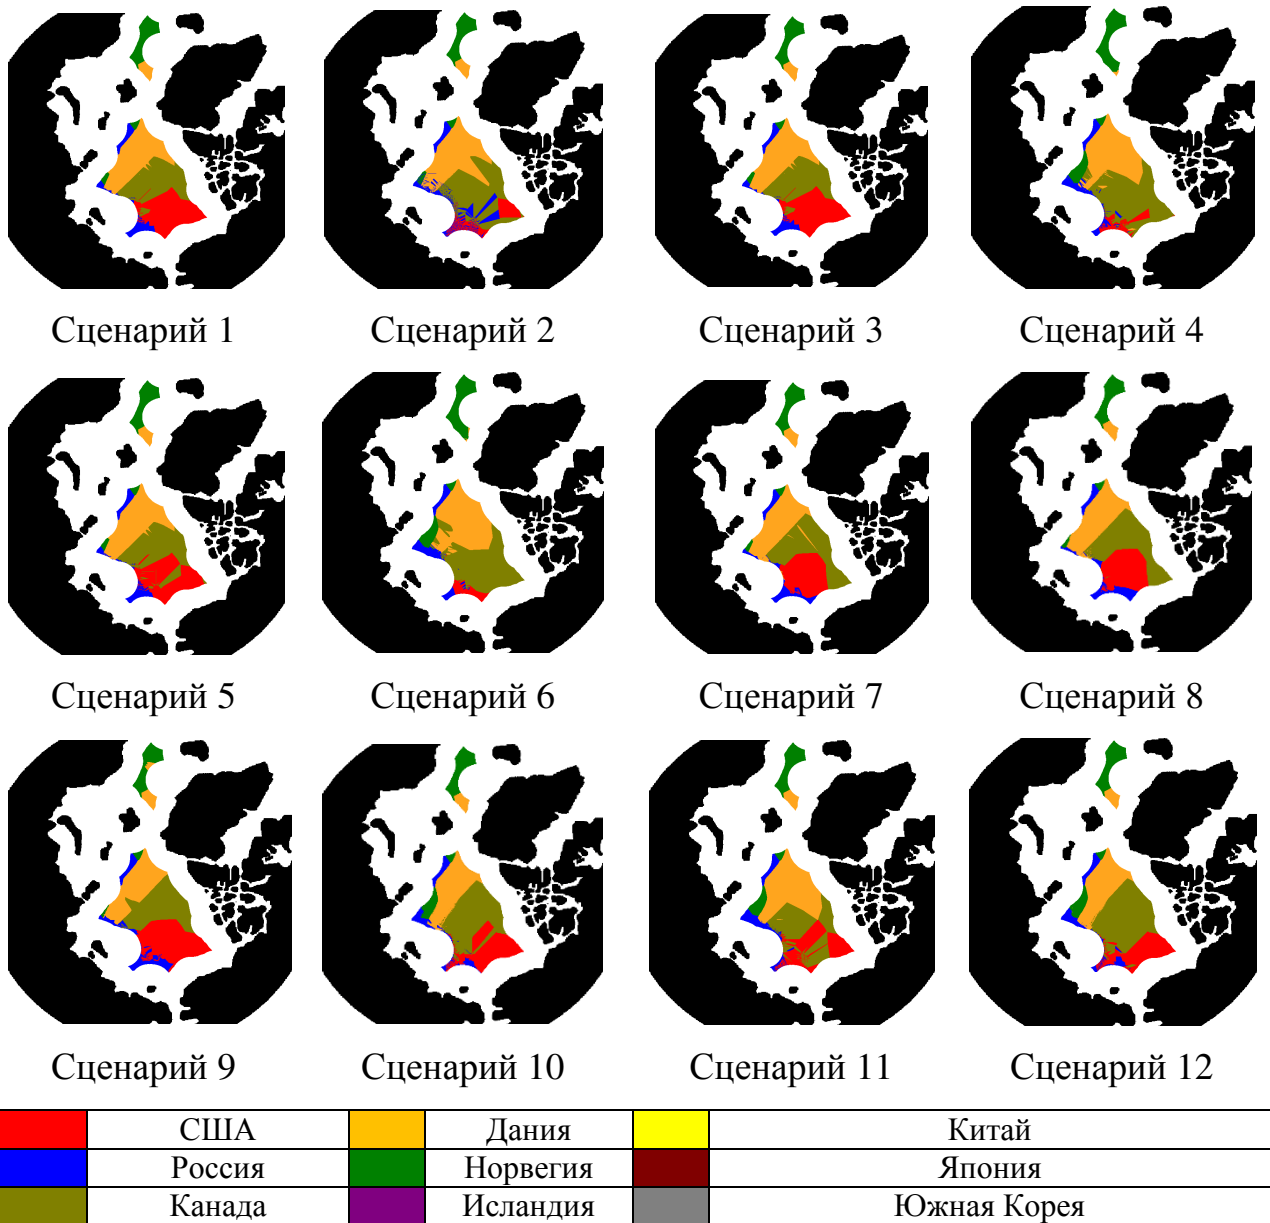 Сценарий 1 Сценарий 2 Сценарий 3 Сценарий 4
Сценарий 5 Сценарий 6 Сценарий 7 Сценарий 8
Сценарий 9 Сценарий 10 Сценарий 11 Сценарий 12
США Дания Китай
Россия Норвегия Япония
Канада Исландия Южная Корея